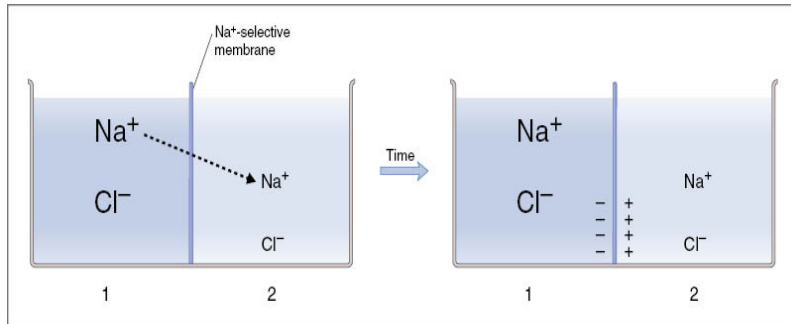 Na⁺-selective
membrane
Na⁺
Cl⁻
Na⁺
Cl⁻
1
2
Time
Na⁺
Cl⁻
Na⁺
Cl⁻
− +
− +
− +
− +
1
2